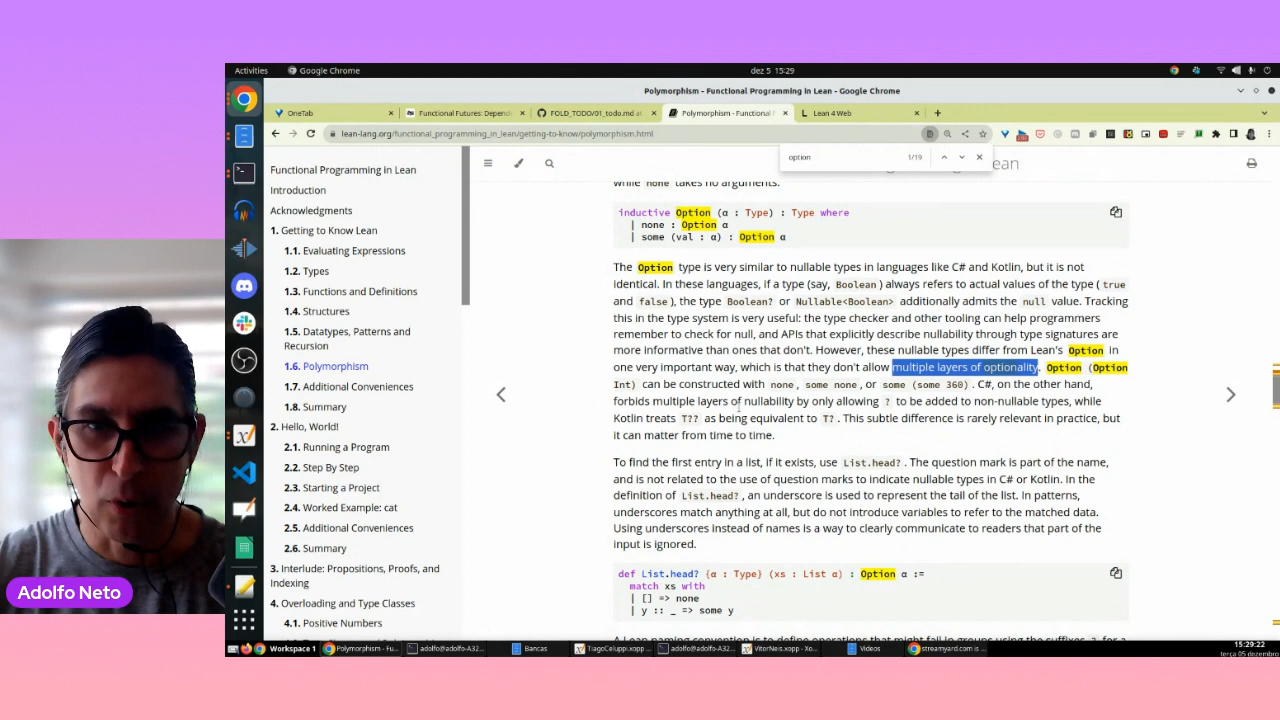 Activities
Google Chrome
dez 5 15:29
Polymorphism - Functional Programming in Lean - Google Chrome
OneTab
Functional Futures: Depend
FOLD_TODO/01_todo.md at
Polymorphism - Functional
Lean 4 Web
lean-lang.org/functional_programming_in_lean/getting-to-know/polymorphism.html
option
1/19
Functional Programming in Lean
Introduction
Acknowledgments
1. Getting to Know Lean
1.1. Evaluating Expressions
1.2. Types
1.3. Functions and Definitions
1.4. Structures
1.5. Datatypes, Patterns and
Recursion
1.6. Polymorphism
1.7. Additional Conveniences
1.8. Summary
2. Hello, World!
2.1. Running a Program
2.2. Step By Step
2.3. Starting a Project
2.4. Worked Example: cat
2.5. Additional Conveniences
2.6. Summary
3. Interlude: Propositions, Proofs, and
Indexing
4. Overloading and Type Classes
4.1. Positive Numbers
while none takes no arguments.
inductive Option (α : Type) : Type where
| none : Option α
| some (val : α) : Option α
The Option type is very similar to nullable types in languages like C# and Kotlin, but it is not
identical. In these languages, if a type (say, Boolean) always refers to actual values of the type ( true
and false), the type Boolean? or Nullable<Boolean> additionally admits the null value. Tracking
this in the type system is very useful: the type checker and other tooling can help programmers
remember to check for null, and APIs that explicitly describe nullability through type signatures are
more informative than ones that don't. However, these nullable types differ from Lean's Option in
one very important way, which is that they don't allow multiple layers of optionality. Option (Option
Int) can be constructed with none, some none, or some (some 360). C#, on the other hand,
forbids multiple layers of nullability by only allowing ? to be added to non-nullable types, while
Kotlin treats T?? as being equivalent to T?. This subtle difference is rarely relevant in practice, but
it can matter from time to time.
To find the first entry in a list, if it exists, use List.head?. The question mark is part of the name,
and is not related to the use of question marks to indicate nullable types in C# or Kotlin. In the
definition of List.head?, an underscore is used to represent the tail of the list. In patterns,
underscores match anything at all, but do not introduce variables to refer to the matched data.
Using underscores instead of names is a way to clearly communicate to readers that part of the
input is ignored.
def List.head? {α : Type} (xs : List α) : Option α :=
match xs with
| [] => none
| y :: _ => some y
Adolfo Neto
Workspace 1
Polymorphism - Fu...
adolfo@adolfo-A32...
Bancas
TiagoCeluppi.xopp ...
adolfo@adolfo-A32...
VitorNeis.xopp - Xo...
Videos
streamyard.com is ...
15:29:22
terça 05 dezembro